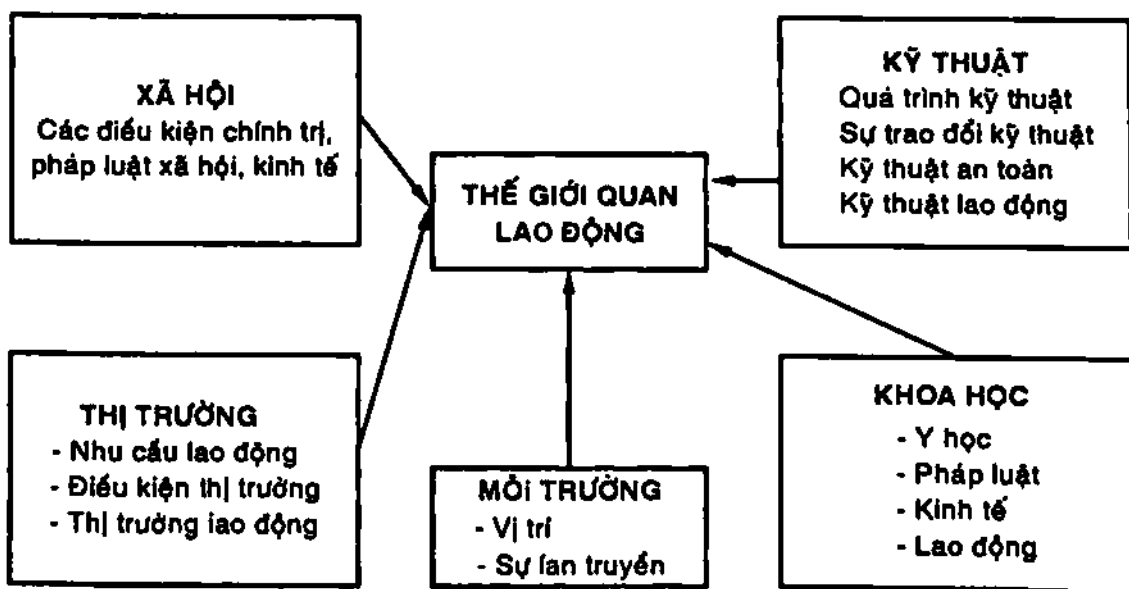 XÃ HỘI
Các điều kiện chính trị,
pháp luật xã hội, kinh tế
KỸ THUẬT
Quá trình kỹ thuật
Sự trao đổi kỹ thuật
Kỹ thuật an toàn
Kỹ thuật lao động
THẾ GIỚI QUAN
LAO ĐỘNG
THỊ TRƯỜNG
- Nhu cầu lao động
- Điều kiện thị trường
- Thị trường lao động
MÔI TRƯỜNG
- Vị trí
- Sự lan truyền
KHOA HỌC
- Y học
- Pháp luật
- Kinh tế
- Lao động